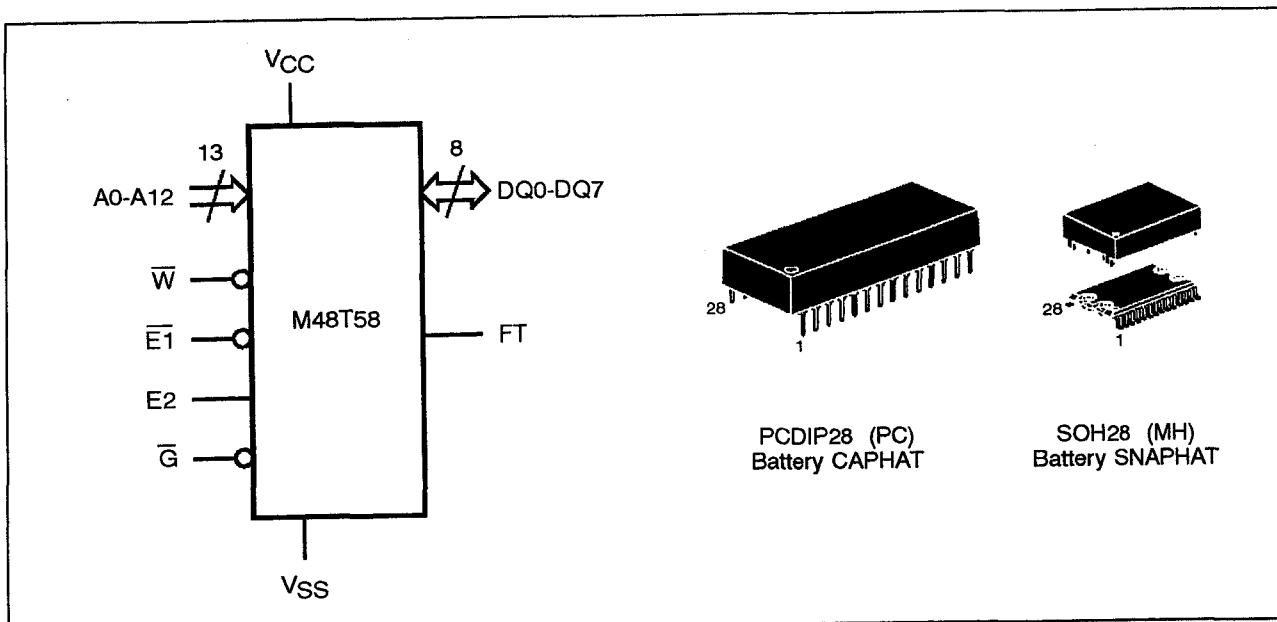 VCC
13
A0-A12
8
DQ0-DQ7
W̅
E̅1̅
M48T58
FT
E2
G̅
VSS
28
1
PCDIP28 (PC)
Battery CAPHAT
28
1
SOH28 (MH)
Battery SNAPHAT